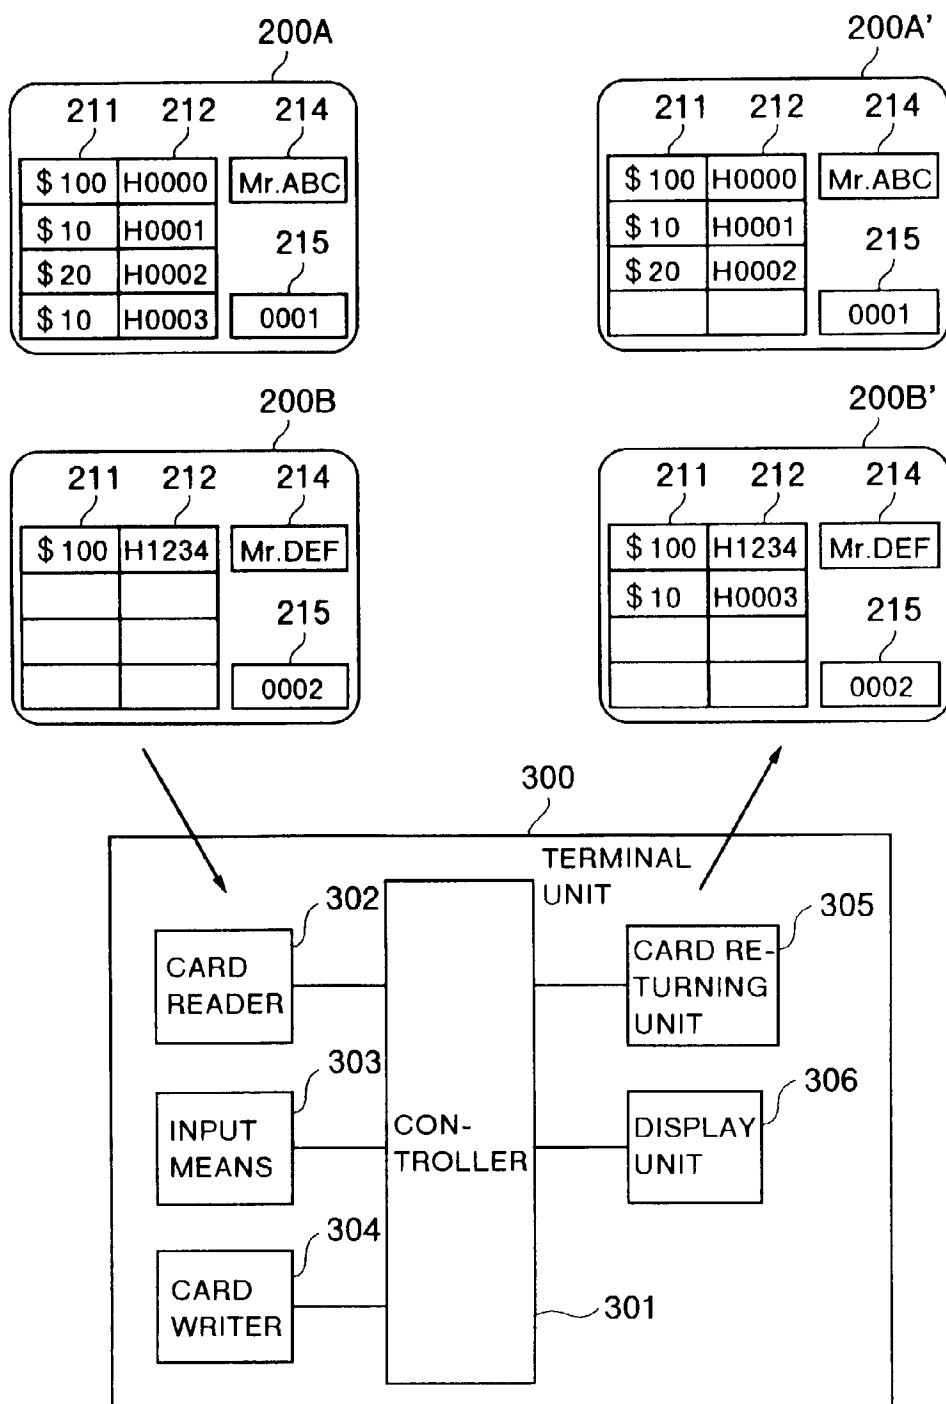 200A
211 212 214
$100 H0000 Mr.ABC
$10 H0001
215
$20 H0002
$10 H0003 0001
200A'
211 212 214
$100 H0000 Mr.ABC
$10 H0001
215
$20 H0002
0001
200B
211 212 214
$100 H1234 Mr.DEF
215
0002
200B'
211 212 214
$100 H1234 Mr.DEF
$10 H0003
215
0002
300
TERMINAL
UNIT
302
CARD
READER
303
INPUT
MEANS
304
CARD
WRITER
CON-
TROLLER
301
305
CARD RE-
TURNING
UNIT
306
DISPLAY
UNIT